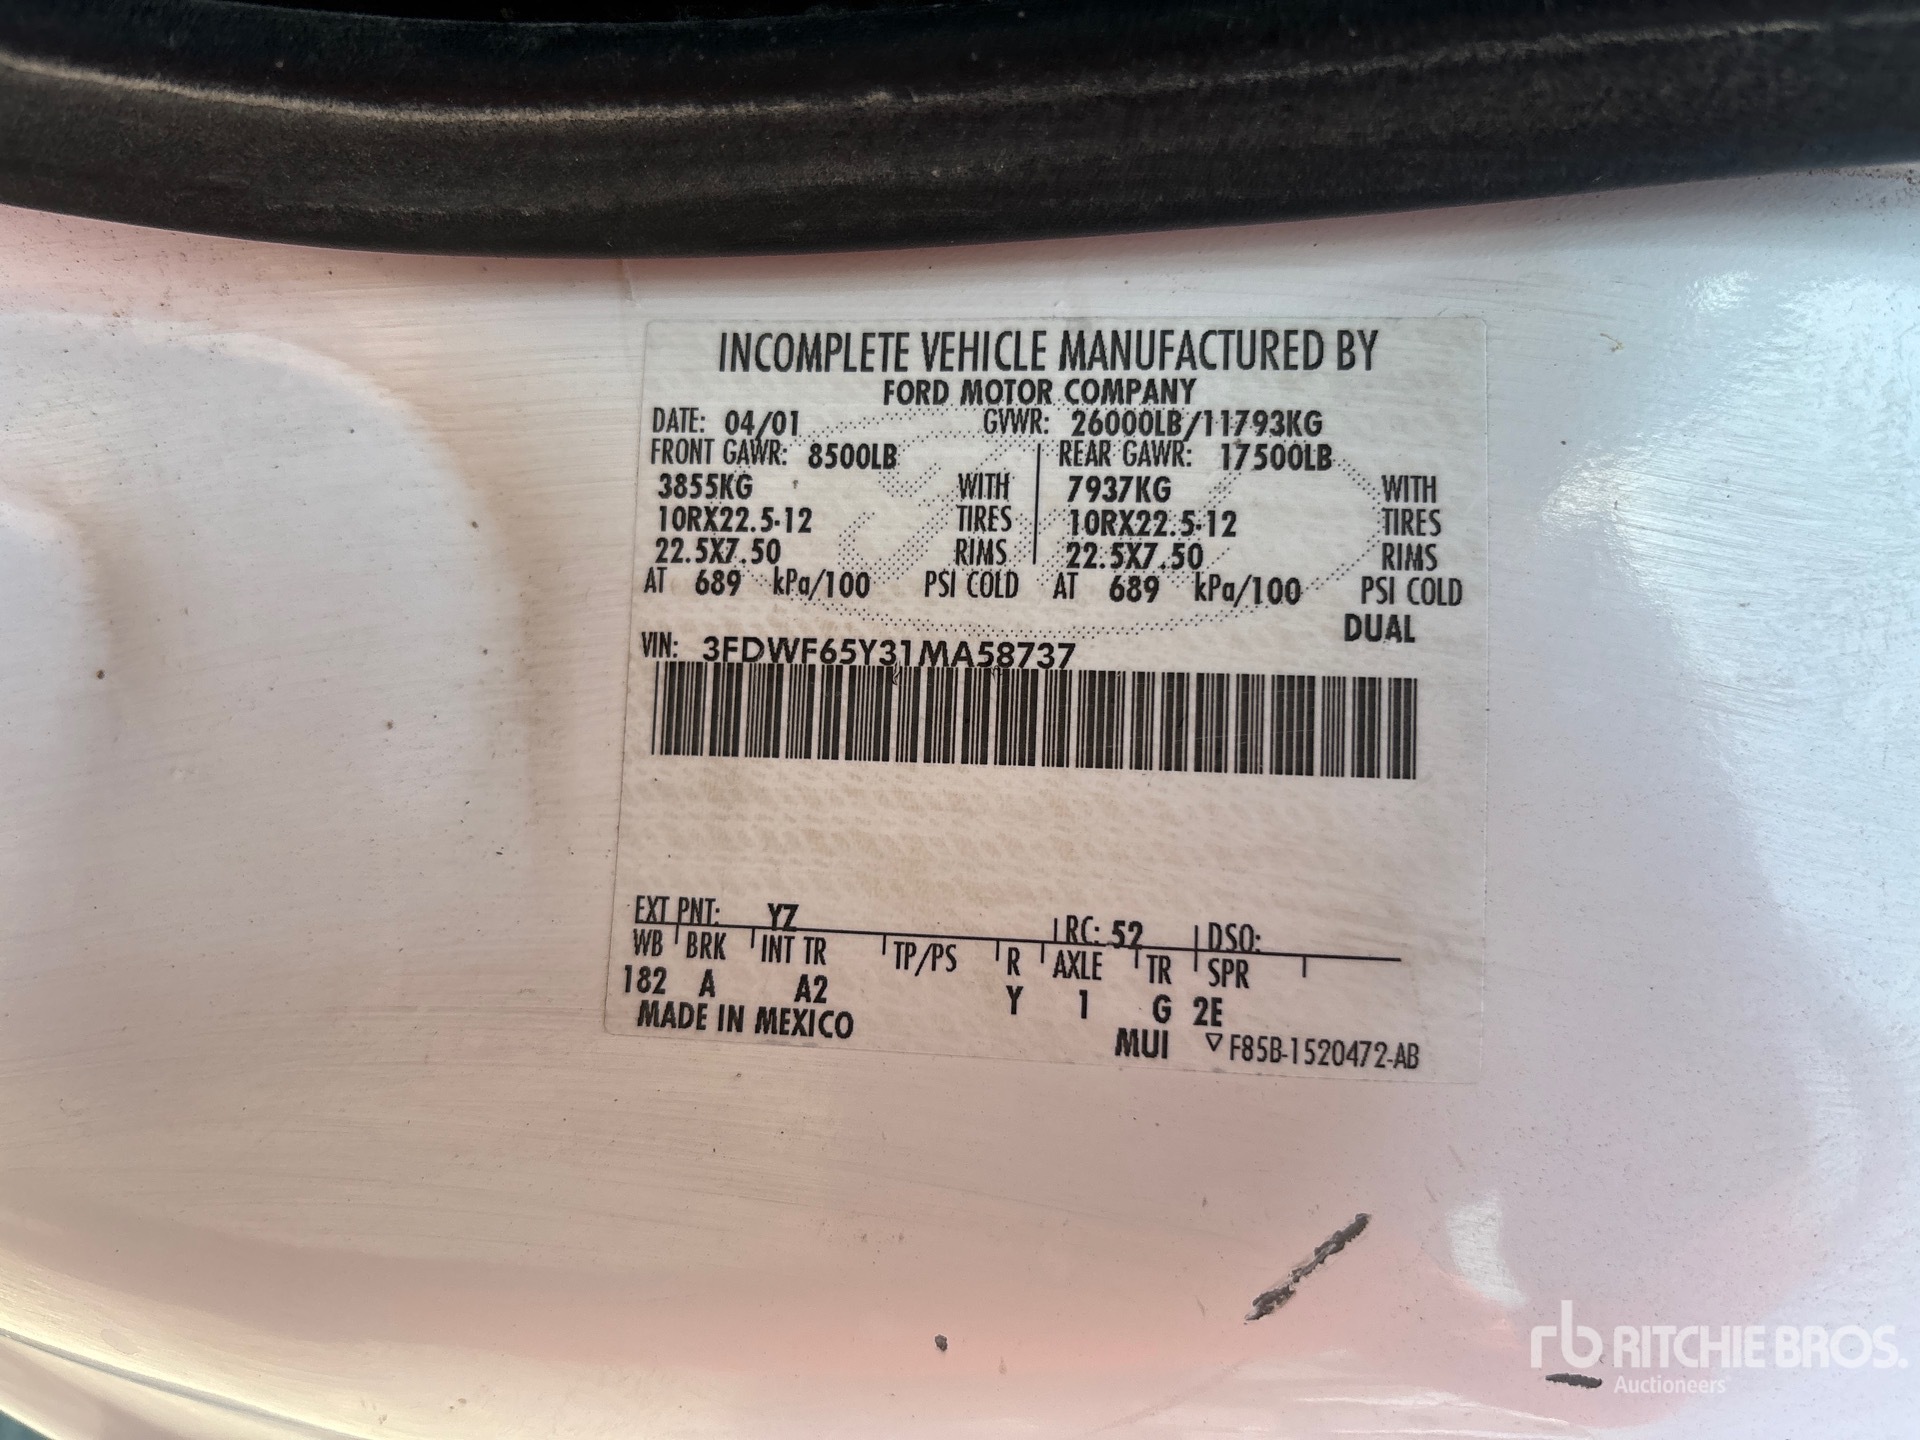 INCOMPLETE VEHICLE MANUFACTURED BY
FORD MOTOR COMPANY
DATE: 04/01 GVWR: 26000LB/11793KG
FRONT GAWR: 8500LB REAR GAWR: 17500LB
3855KG WITH 7937KG WITH
10RX22.5-12 TIRES 10RX22.5-12 TIRES
22.5X7.50 RIMS 22.5X7.50 RIMS
AT 689 kPa/100 PSI COLD AT 689 kPa/100 PSI COLD
DUAL
VIN: 3FDWF65Y31MA58737
EXT PNT: YZ RC: 52 DSO:
WB BRK INT TR TP/PS R AXLE TR SPR
182 A A2 Y 1 G 2E
MADE IN MEXICO MUI ▽ F85B-1520472-AB
rb RITCHIE BROS.
Auctioneers